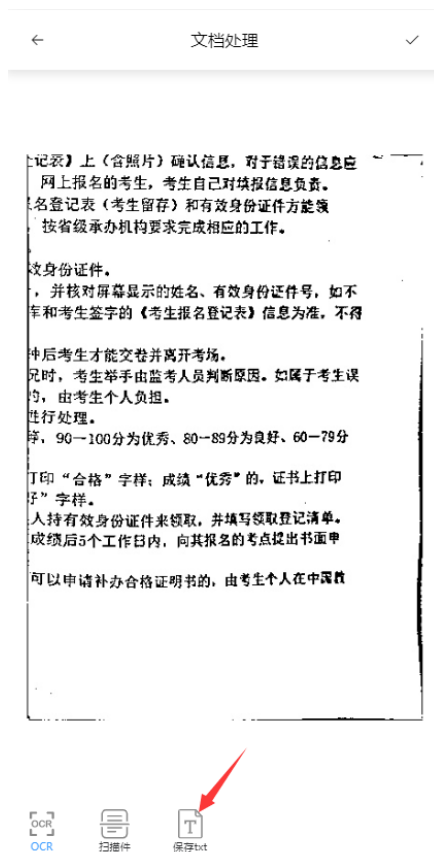 文档处理
记表》上（含照片）确认信息，对于错误的信息应
网上报名的考生，考生自己对填报信息负责。
名登记表（考生留存）和有效身份证件方能领
，按省级承办机构要求完成相应的工作。
效身份证件。
，并核对屏幕显示的姓名、有效身份证件号，如不
车和考生签字的《考生报名登记表》信息为准，不得
钟后考生才能交卷并离开考场。
况时，考生举手由监考人员判断原因。如属于考生误
的，由考生个人负担。
进行处理。
等，90—100分为优秀、80—89分为良好、60—79分
打印“合格”字样；成绩“优秀”的，证书上打印
好”字样。
人持有效身份证件来领取，并填写领取登记清单。
成绩后5个工作日内，向其报名的考点提出书面申
可以申请补办合格证明书的，由考生个人在中国教
OCR
OCR
扫描件
T
保存txt